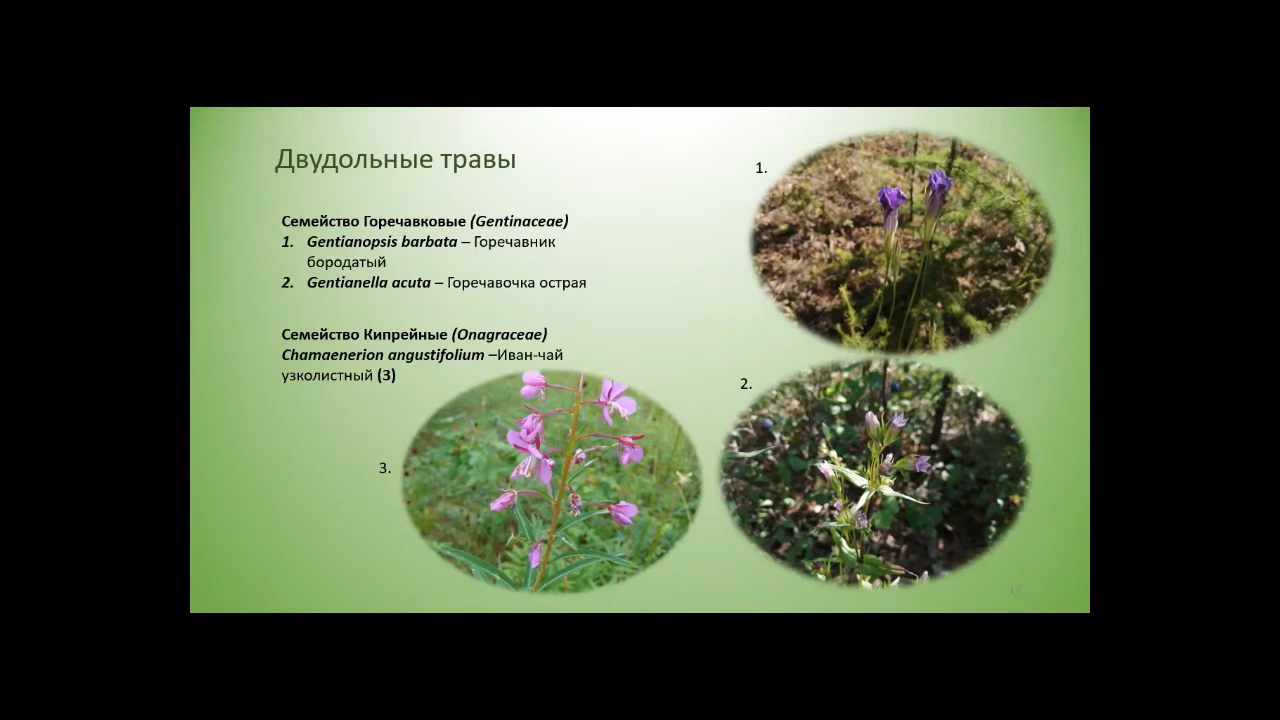 Двудольные травы
1.
Семейство Горечавковые (Gentinaceae)
1. Gentianopsis barbata – Горечавник
бородатый
2. Gentianella acuta – Горечавочка острая
Семейство Кипрейные (Onagraceae)
Chamaenerion angustifolium –Иван-чай
узколистный (3)
2.
3.
17